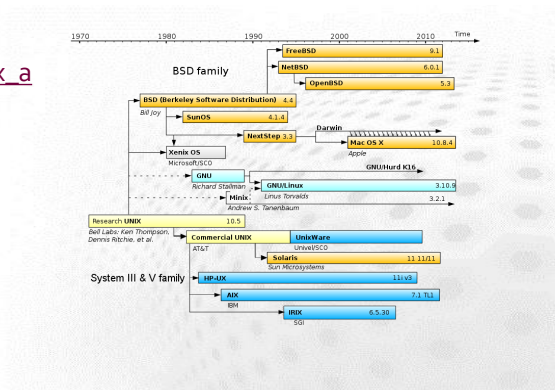 1970 1980 1990 2000 2010 Time
FreeBSD 9.1
BSD family
NetBSD 6.0.1
x_a
OpenBSD 5.3
BSD (Berkeley Software Distribution) 4.4
Bill Joy
SunOS 4.1.4
Darwin
NextStep 3.3
Mac OS X 10.8.4
Xenix OS
Apple
Microsoft/SCO
GNU/Hurd K16
GNU
Richard Stallman
GNU/Linux 3.10.9
Linus Torvalds
Minix 3.2.1
Andrew S. Tanenbaum
Research UNIX 10.5
Bell Labs: Ken Thompson,
Dennis Ritchie, et al.
Commercial UNIX
UnixWare
AT&T
Univel/SCO
Solaris 11 11/11
Sun Microsystems
System III & V family
HP-UX 11i v3
AIX 7.1 TL1
IBM
IRIX 6.5.30
SGI